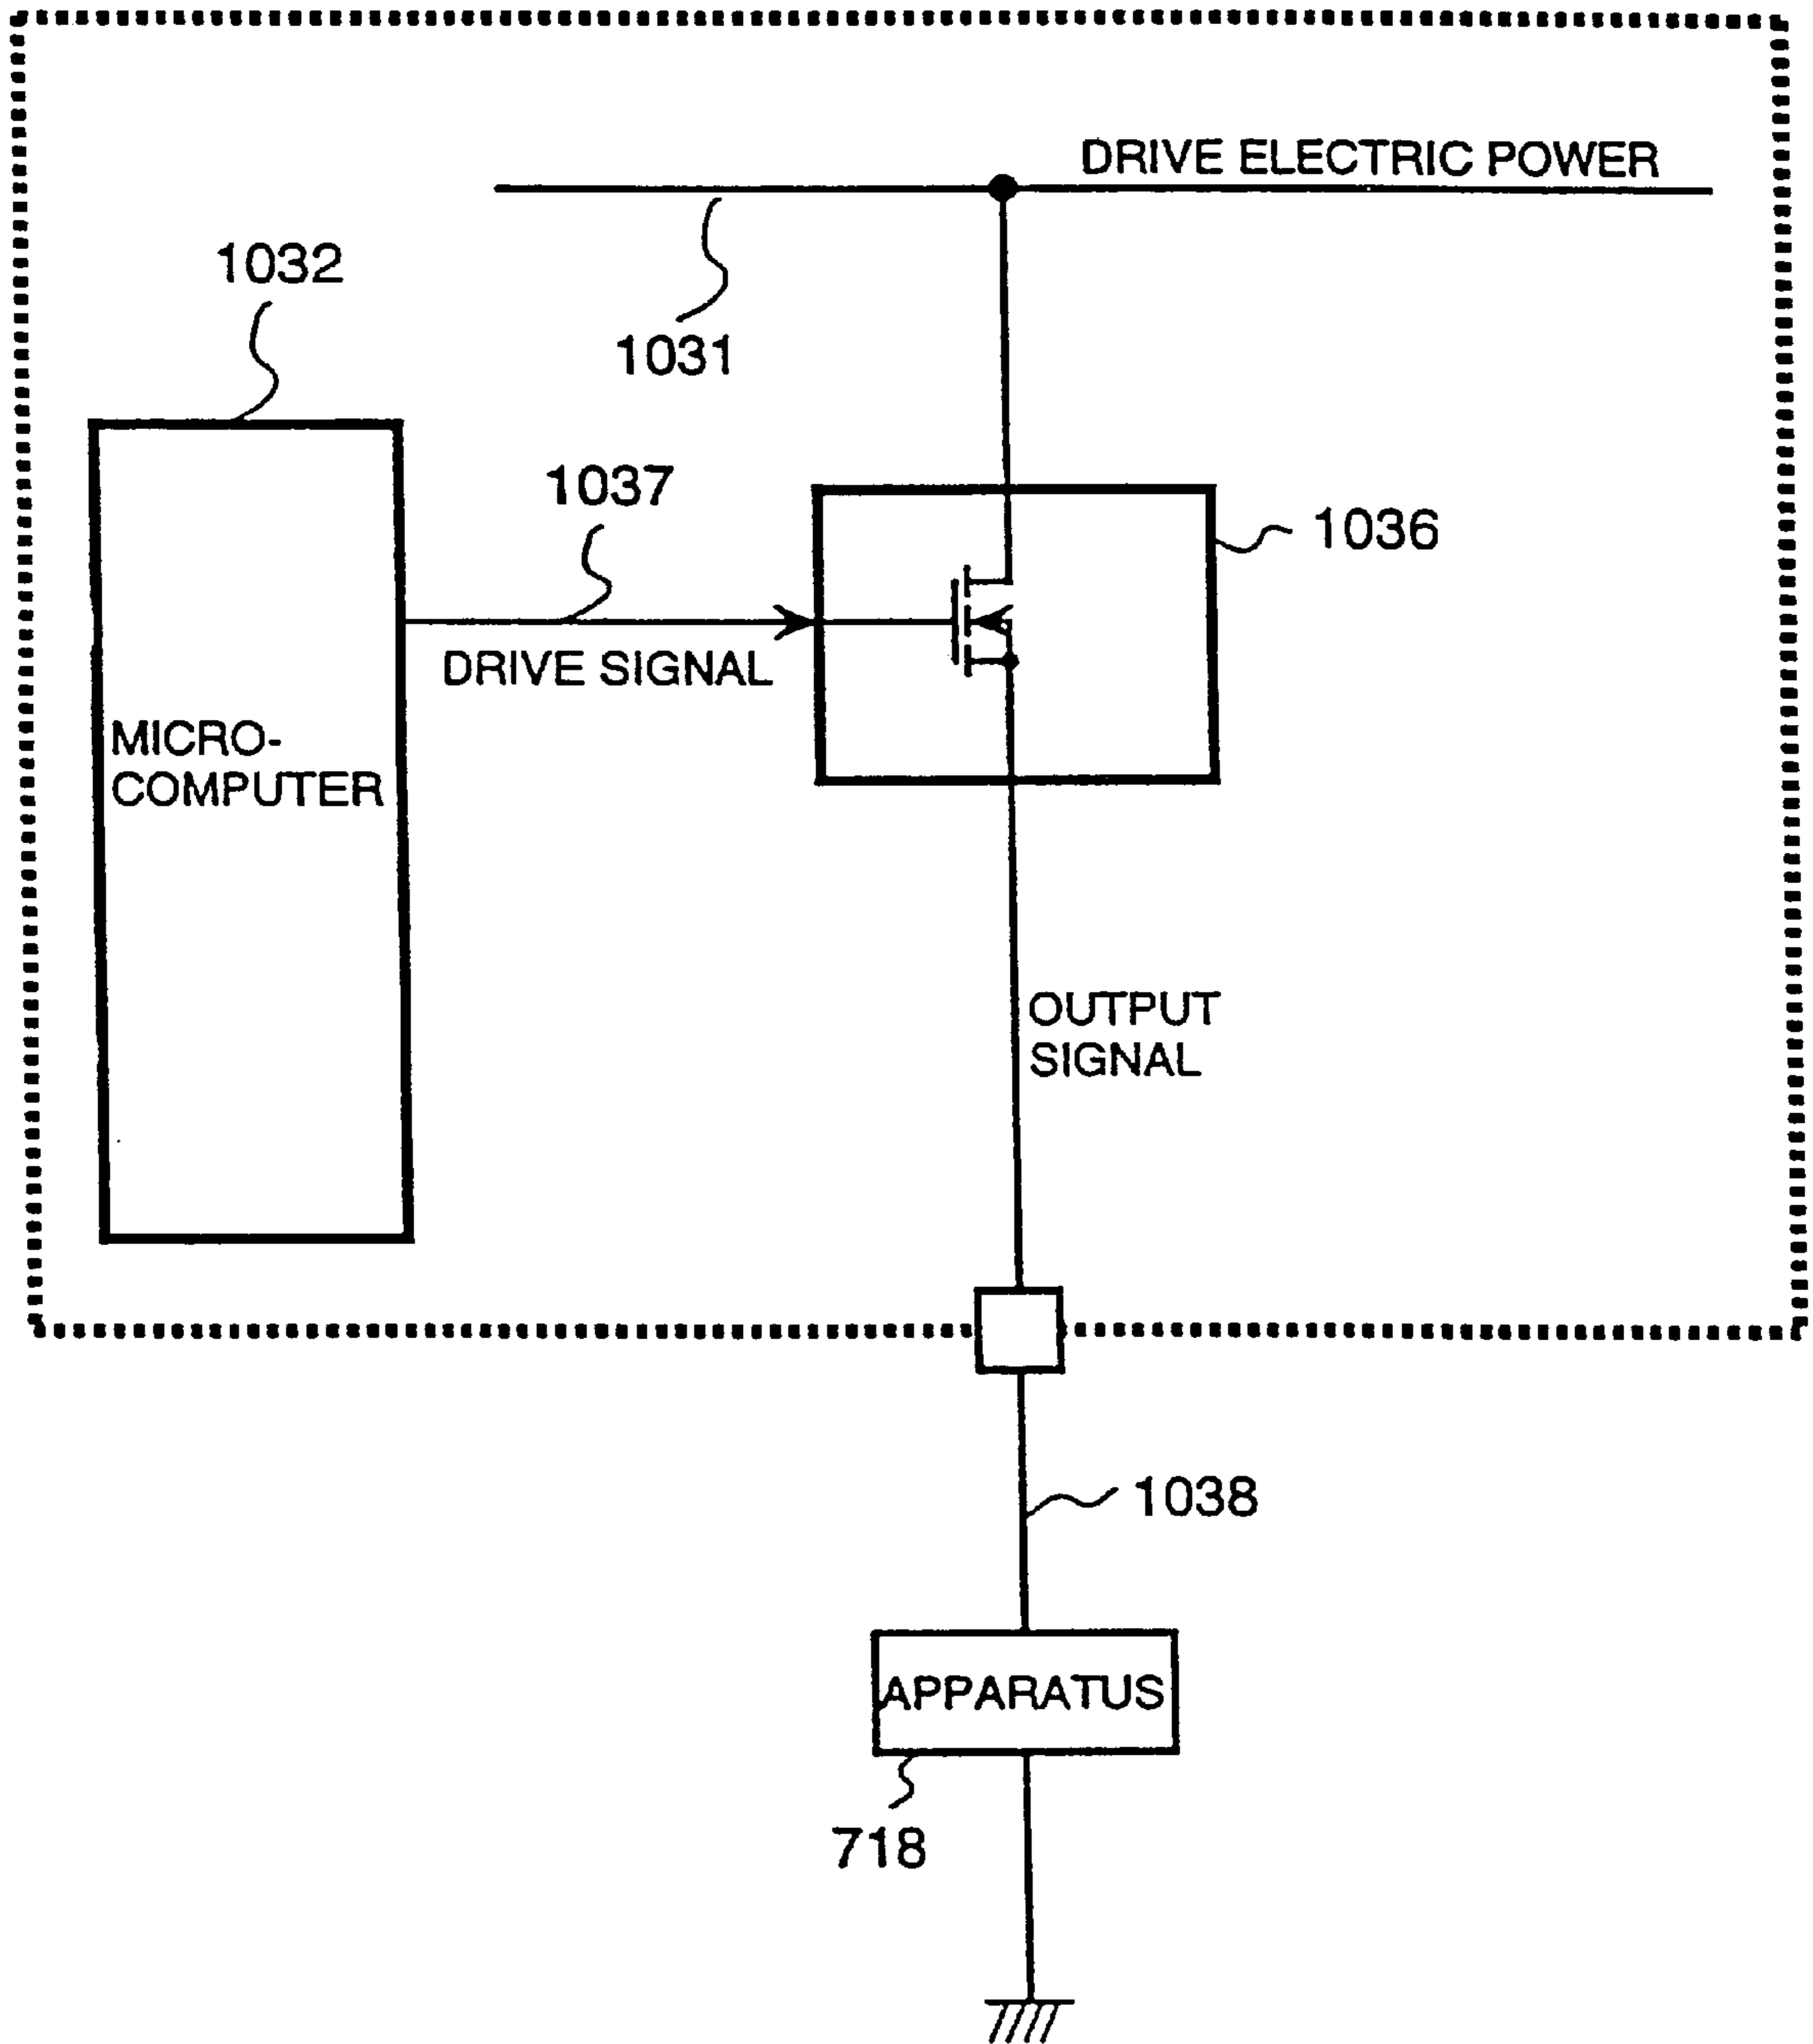 DRIVE ELECTRIC POWER
1032
1031
1037
1036
DRIVE SIGNAL
MICRO-
COMPUTER
OUTPUT
SIGNAL
1038
APPARATUS
718